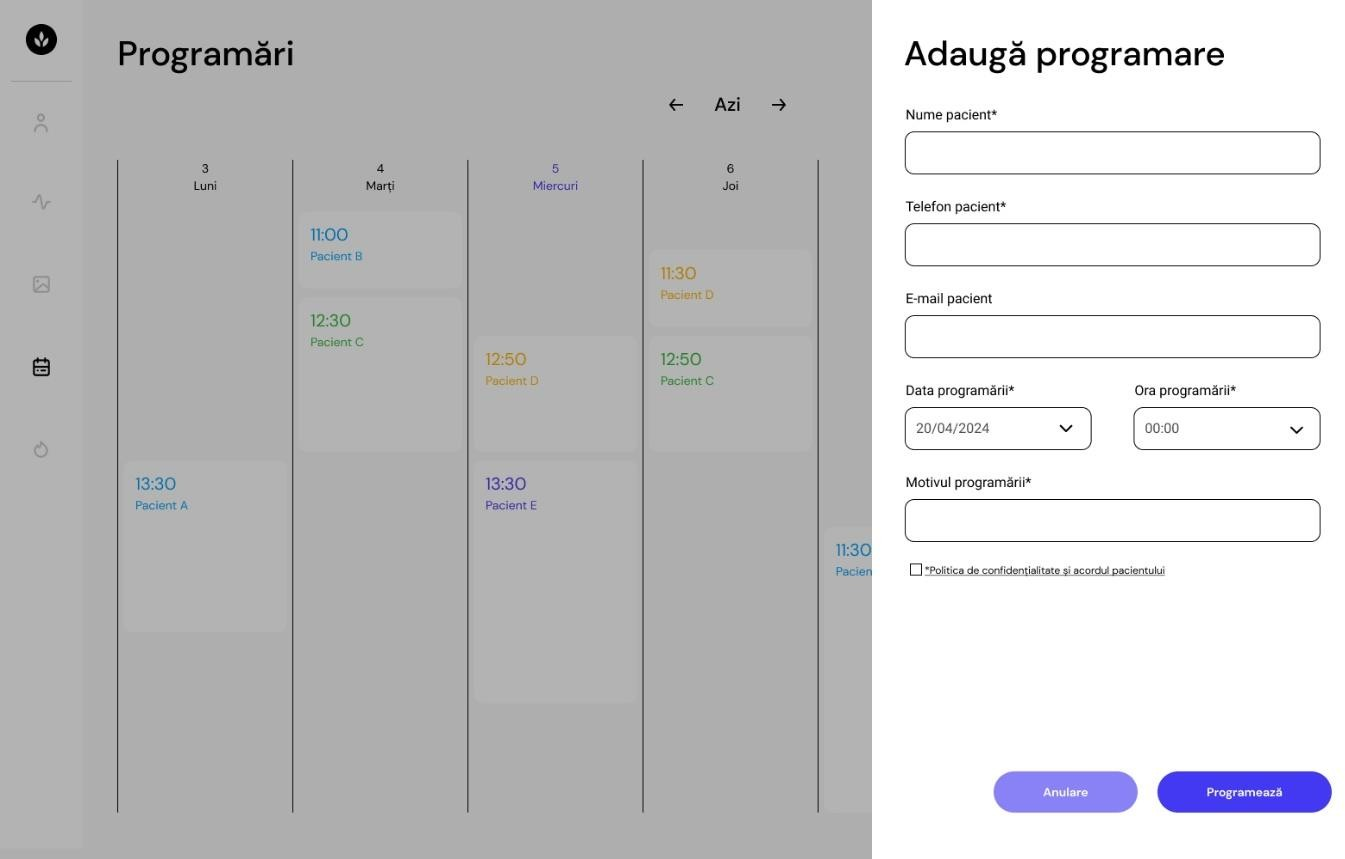 Programări
Azi
3
Luni
4
Marți
5
Miercuri
6
Joi
13:30
Pacient A
11:00
Pacient B
12:30
Pacient C
12:50
Pacient D
13:30
Pacient E
11:30
Pacient D
12:50
Pacient C
11:30
Pacien
Adaugă programare
Nume pacient*
Telefon pacient*
E-mail pacient
Data programării*
Ora programării*
20/04/2024
00:00
Motivul programării*
*Politica de confidențialitate și acordul pacientului
Anulare
Programează